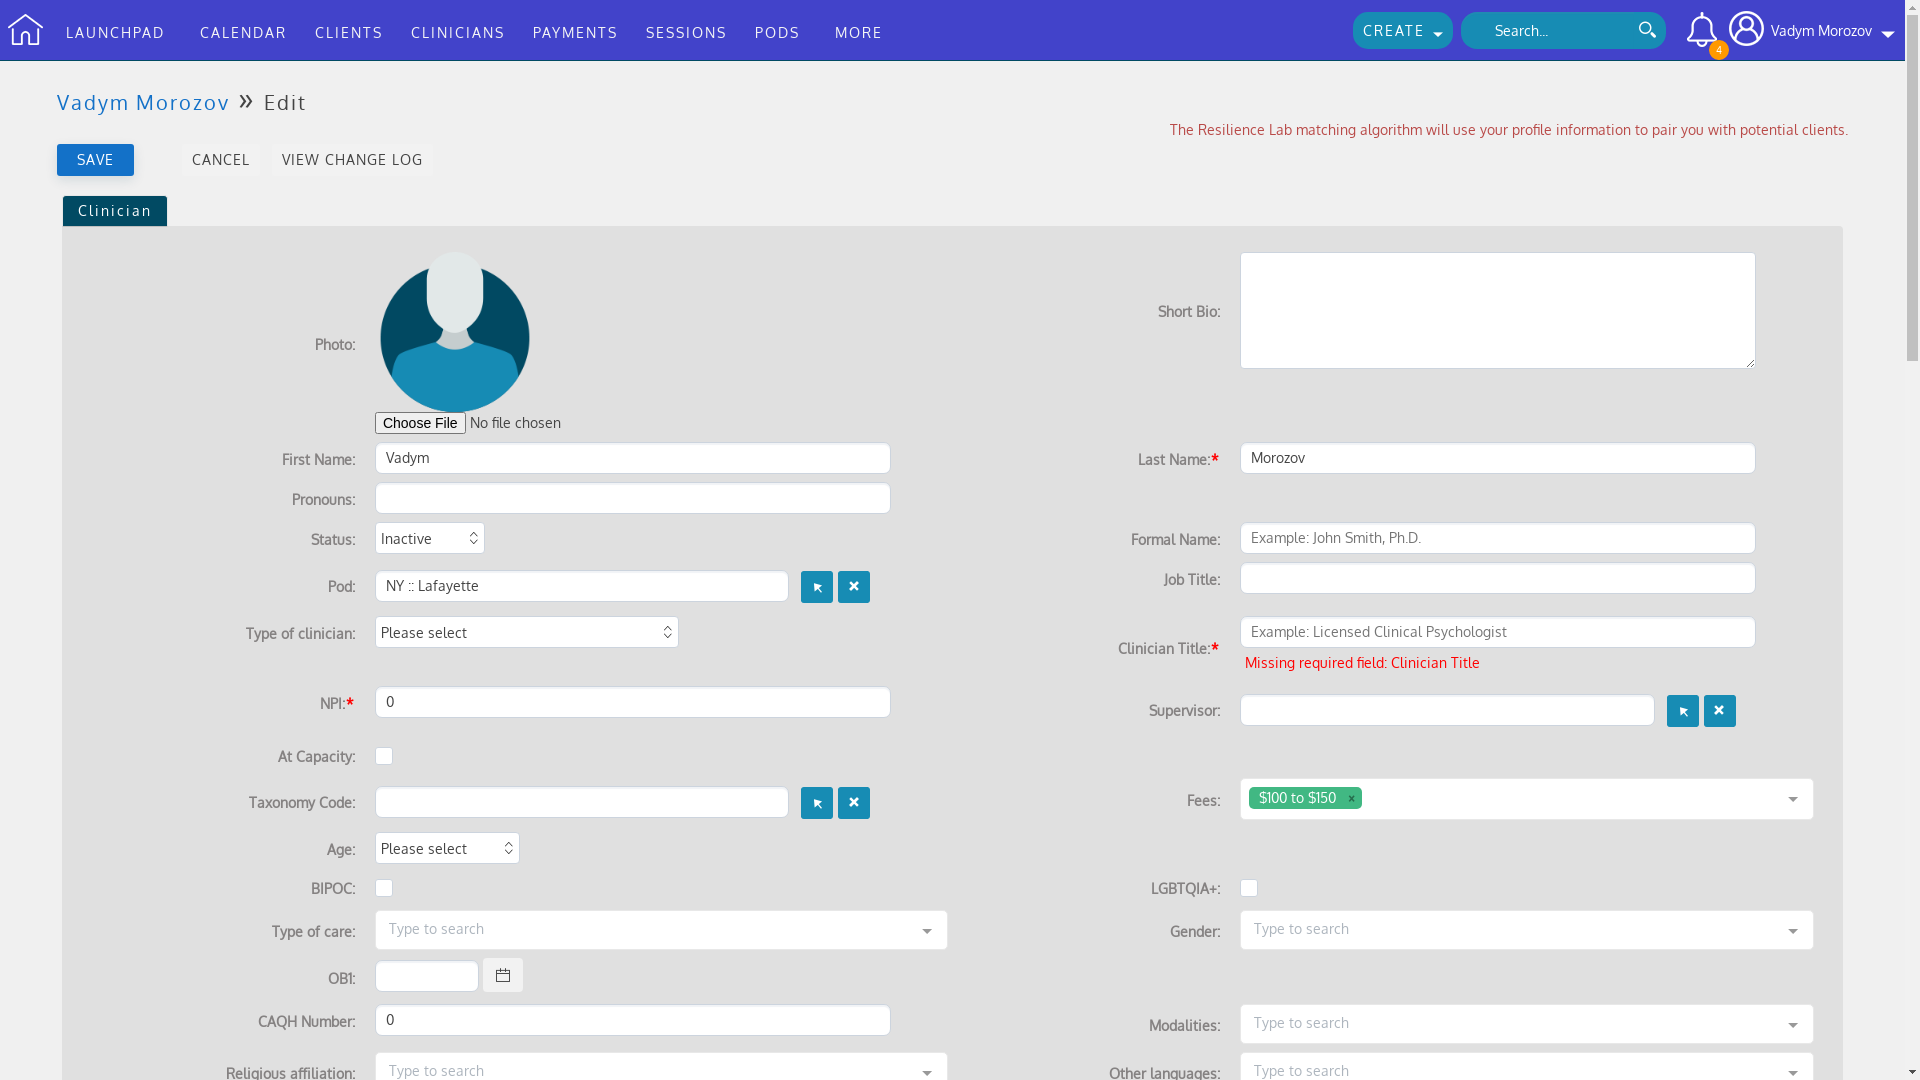 LAUNCHPAD CALENDAR CLIENTS CLINICIANS PAYMENTS SESSIONS PODS MORE CREATE Search... 4 Vadym Morozov
Vadym Morozov » Edit
The Resilience Lab matching algorithm will use your profile information to pair you with potential clients.
SAVE CANCEL VIEW CHANGE LOG
Clinician
Photo:
Short Bio:
Choose File No file chosen
First Name: Vadym
Last Name:* Morozov
Pronouns:
Status: Inactive
Formal Name: Example: John Smith, Ph.D.
Pod: NY :: Lafayette
Job Title:
Type of clinician: Please select
Clinician Title:* Example: Licensed Clinical Psychologist
Missing required field: Clinician Title
NPI:* 0
Supervisor:
At Capacity:
Taxonomy Code:
Fees: $100 to $150 ×
Age: Please select
BIPOC:
LGBTQIA+:
Type of care: Type to search
Gender: Type to search
OB1:
CAQH Number: 0
Modalities: Type to search
Religious affiliation: Type to search
Other languages: Type to search